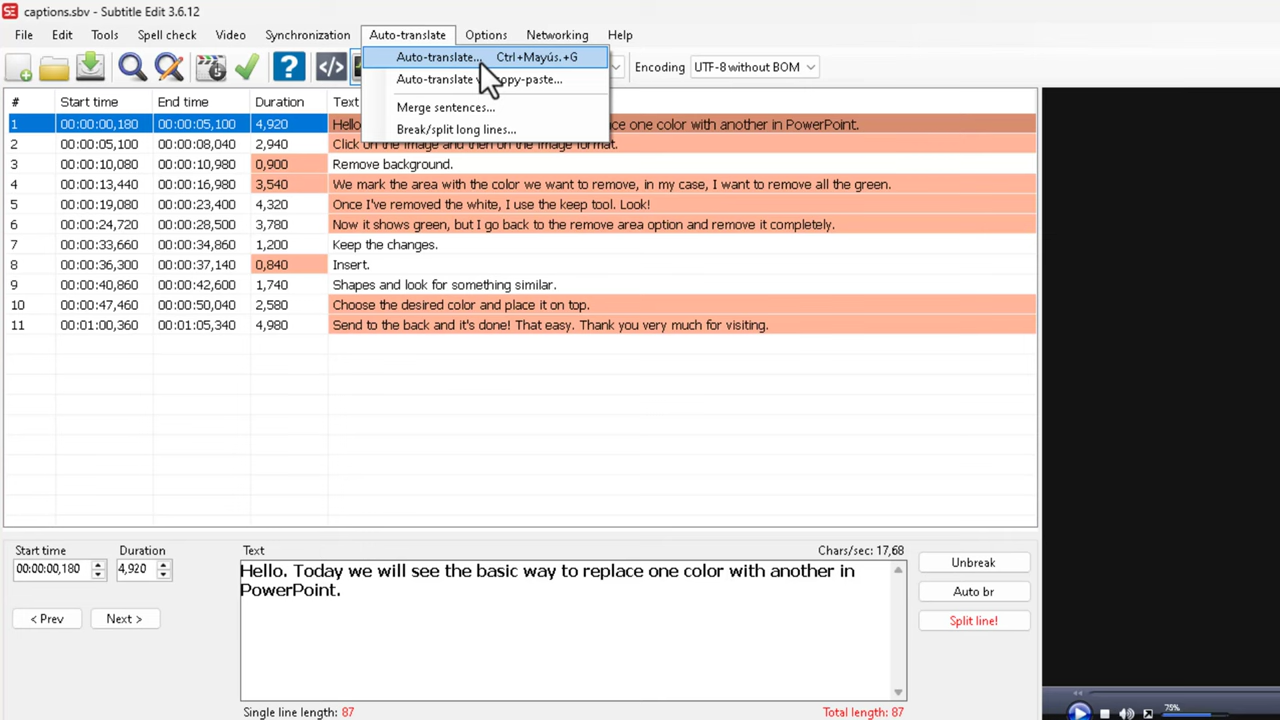 captions.sbv - Subtitle Edit 3.6.12
File Edit Tools Spell check Video Synchronization Auto-translate Options Networking Help
Auto-translate... Ctrl+Mayús.+G
Encoding UTF-8 without BOM
Auto-translate opy-paste...
Merge sentences...
Break/split long lines...
# Start time End time Duration Text
1 00:00:00,180 00:00:05,100 4,920 Hello ce one color with another in PowerPoint.
2 00:00:05,100 00:00:08,040 2,940 Click on the image and then on the image format.
3 00:00:10,080 00:00:10,980 0,900 Remove background.
4 00:00:13,440 00:00:16,980 3,540 We mark the area with the color we want to remove, in my case, I want to remove all the green.
5 00:00:19,080 00:00:23,400 4,320 Once I've removed the white, I use the keep tool. Look!
6 00:00:24,720 00:00:28,500 3,780 Now it shows green, but I go back to the remove area option and remove it completely.
7 00:00:33,660 00:00:34,860 1,200 Keep the changes.
8 00:00:36,300 00:00:37,140 0,840 Insert.
9 00:00:40,860 00:00:42,600 1,740 Shapes and look for something similar.
10 00:00:47,460 00:00:50,040 2,580 Choose the desired color and place it on top.
11 00:01:00,360 00:01:05,340 4,980 Send to the back and it's done! That easy. Thank you very much for visiting.
Start time Duration Text Chars/sec: 17,68
00:00:00,180 4,920
Hello. Today we will see the basic way to replace one color with another in
PowerPoint.
Unbreak
Auto br
Split line!
< Prev Next >
Single line length: 87 Total length: 87
75%